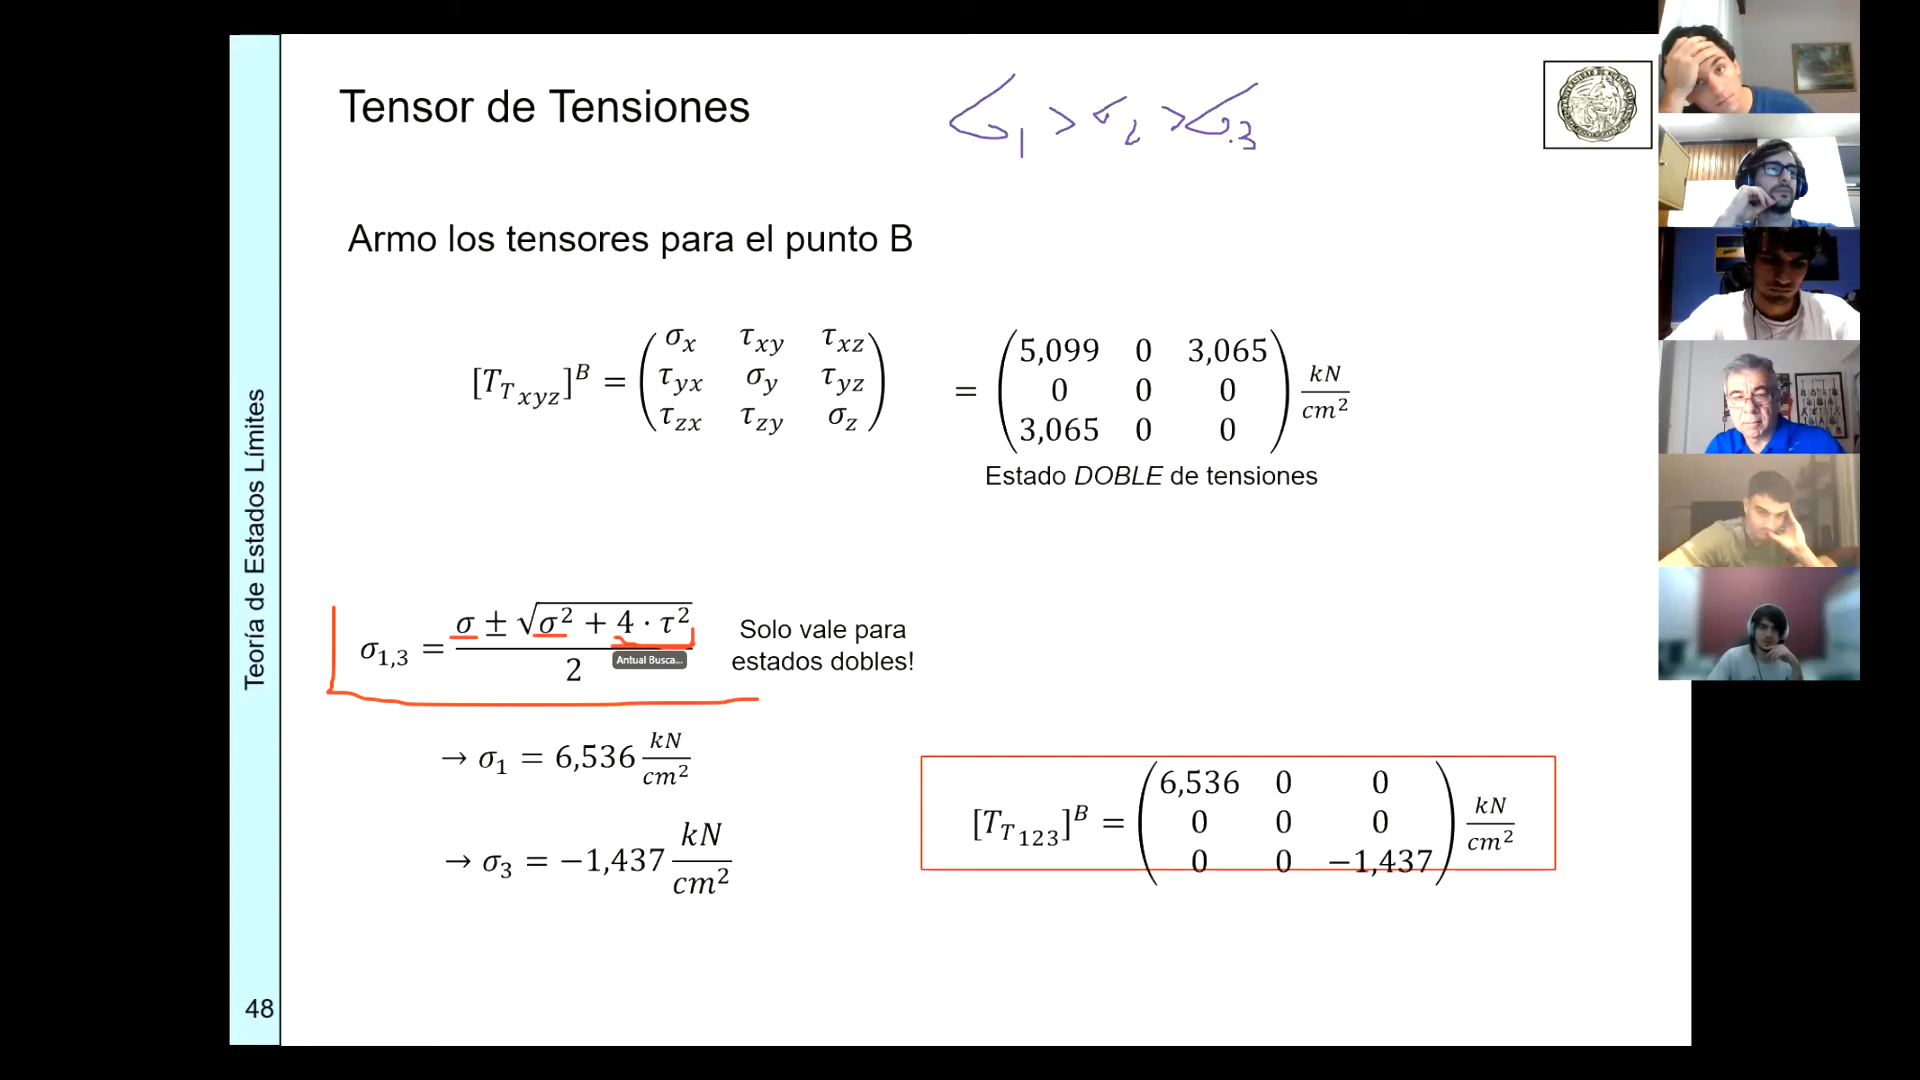 Tensor de Tensiones
σ1 > σ2 > σ3
Armo los tensores para el punto B
[T_T xyz]^B = (σx τxy τxz
τyx σy τyz
τzx τzy σz)
= (5,099 0 3,065
0 0 0
3,065 0 0) kN/cm²
Estado DOBLE de tensiones
σ1,3 = (σ ± √(σ² + 4 · τ²)) / 2
Antual Busca...
Solo vale para
estados dobles!
→ σ1 = 6,536 kN/cm²
→ σ3 = −1,437 kN/cm²
[T_T 123]^B = (6,536 0 0
0 0 0
0 0 −1,437) kN/cm²
Teoría de Estados Límites
48